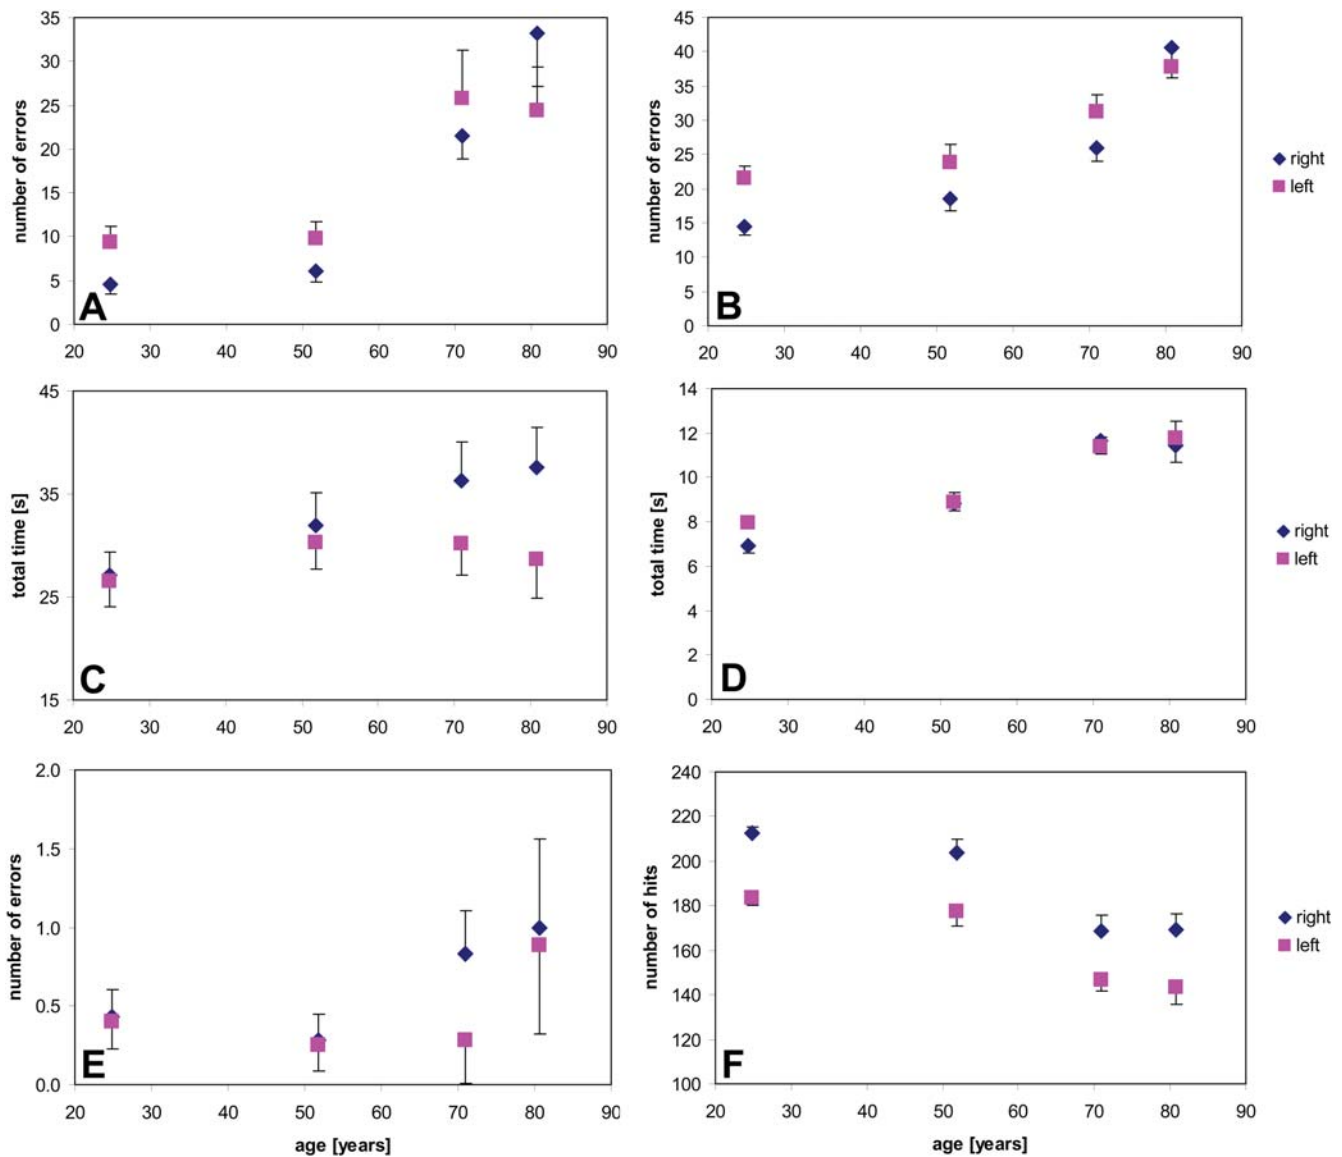 35
30
25
20
15
10
5
0
number of errors
A
20 30 40 50 60 70 80 90
45
40
35
30
25
20
15
10
5
0
number of errors
B
20 30 40 50 60 70 80 90
right
left
45
35
25
15
total time [s]
C
20 30 40 50 60 70 80 90
14
12
10
8
6
4
2
0
total time [s]
D
20 30 40 50 60 70 80 90
right
left
2.0
1.5
1.0
0.5
0.0
number of errors
E
20 30 40 50 60 70 80 90
age [years]
240
220
200
180
160
140
120
100
number of hits
F
20 30 40 50 60 70 80 90
age [years]
right
left